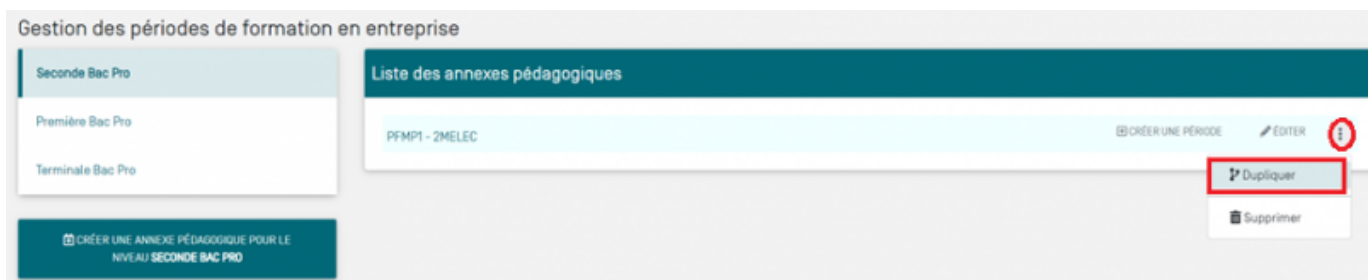 Gestion des périodes de formation en entreprise
Seconde Bac Pro
Première Bac Pro
Terminale Bac Pro
CRÉER UNE ANNEXE PÉDAGOGIQUE POUR LE
NIVEAU SECONDE BAC PRO
Liste des annexes pédagogiques
PFMP1 - 2MELEC
CRÉER UNE PÉRIODE
ÉDITER
Dupliquer
Supprimer